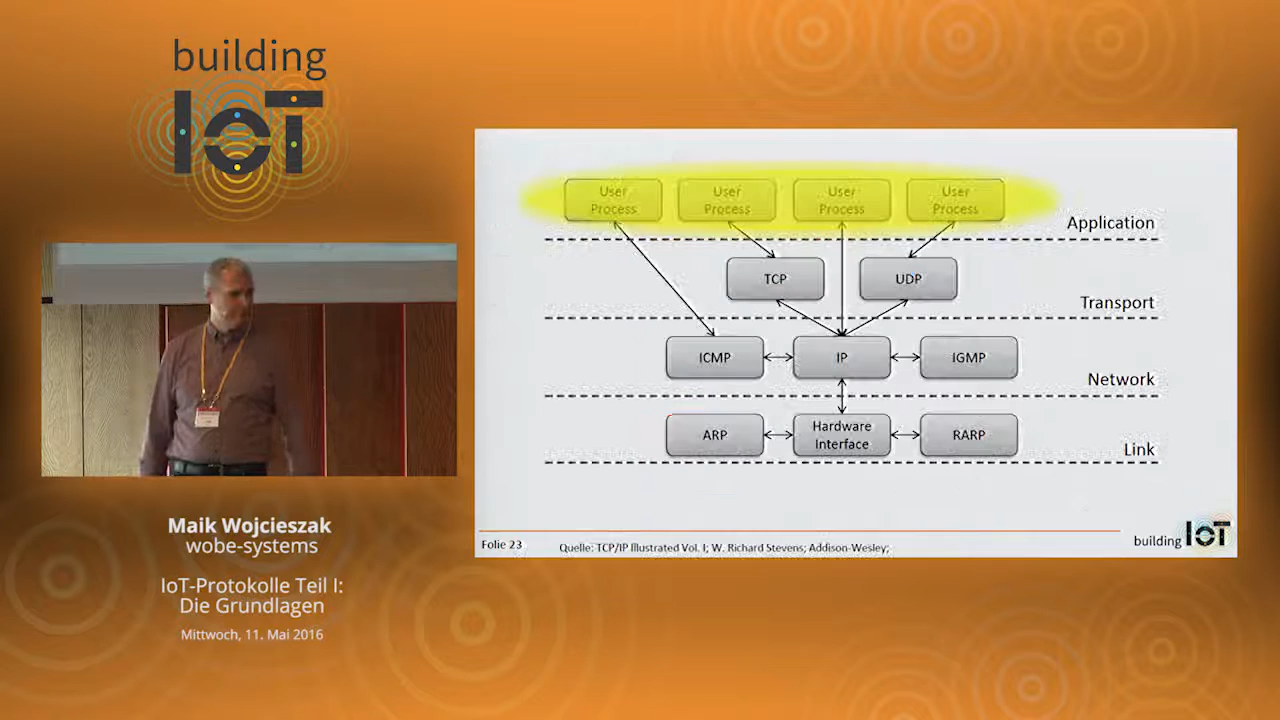 building
IoT
Maik Wojcieszak
wobe-systems
IoT-Protokolle Teil I:
Die Grundlagen
Mittwoch, 11. Mai 2016
User
Process
User
Process
User
Process
User
Process
Application
TCP
UDP
Transport
ICMP
IP
IGMP
Network
ARP
Hardware
Interface
RARP
Link
Folie 23
Quelle: TCP/IP Illustrated Vol. I; W. Richard Stevens; Addison-Wesley;
building IoT